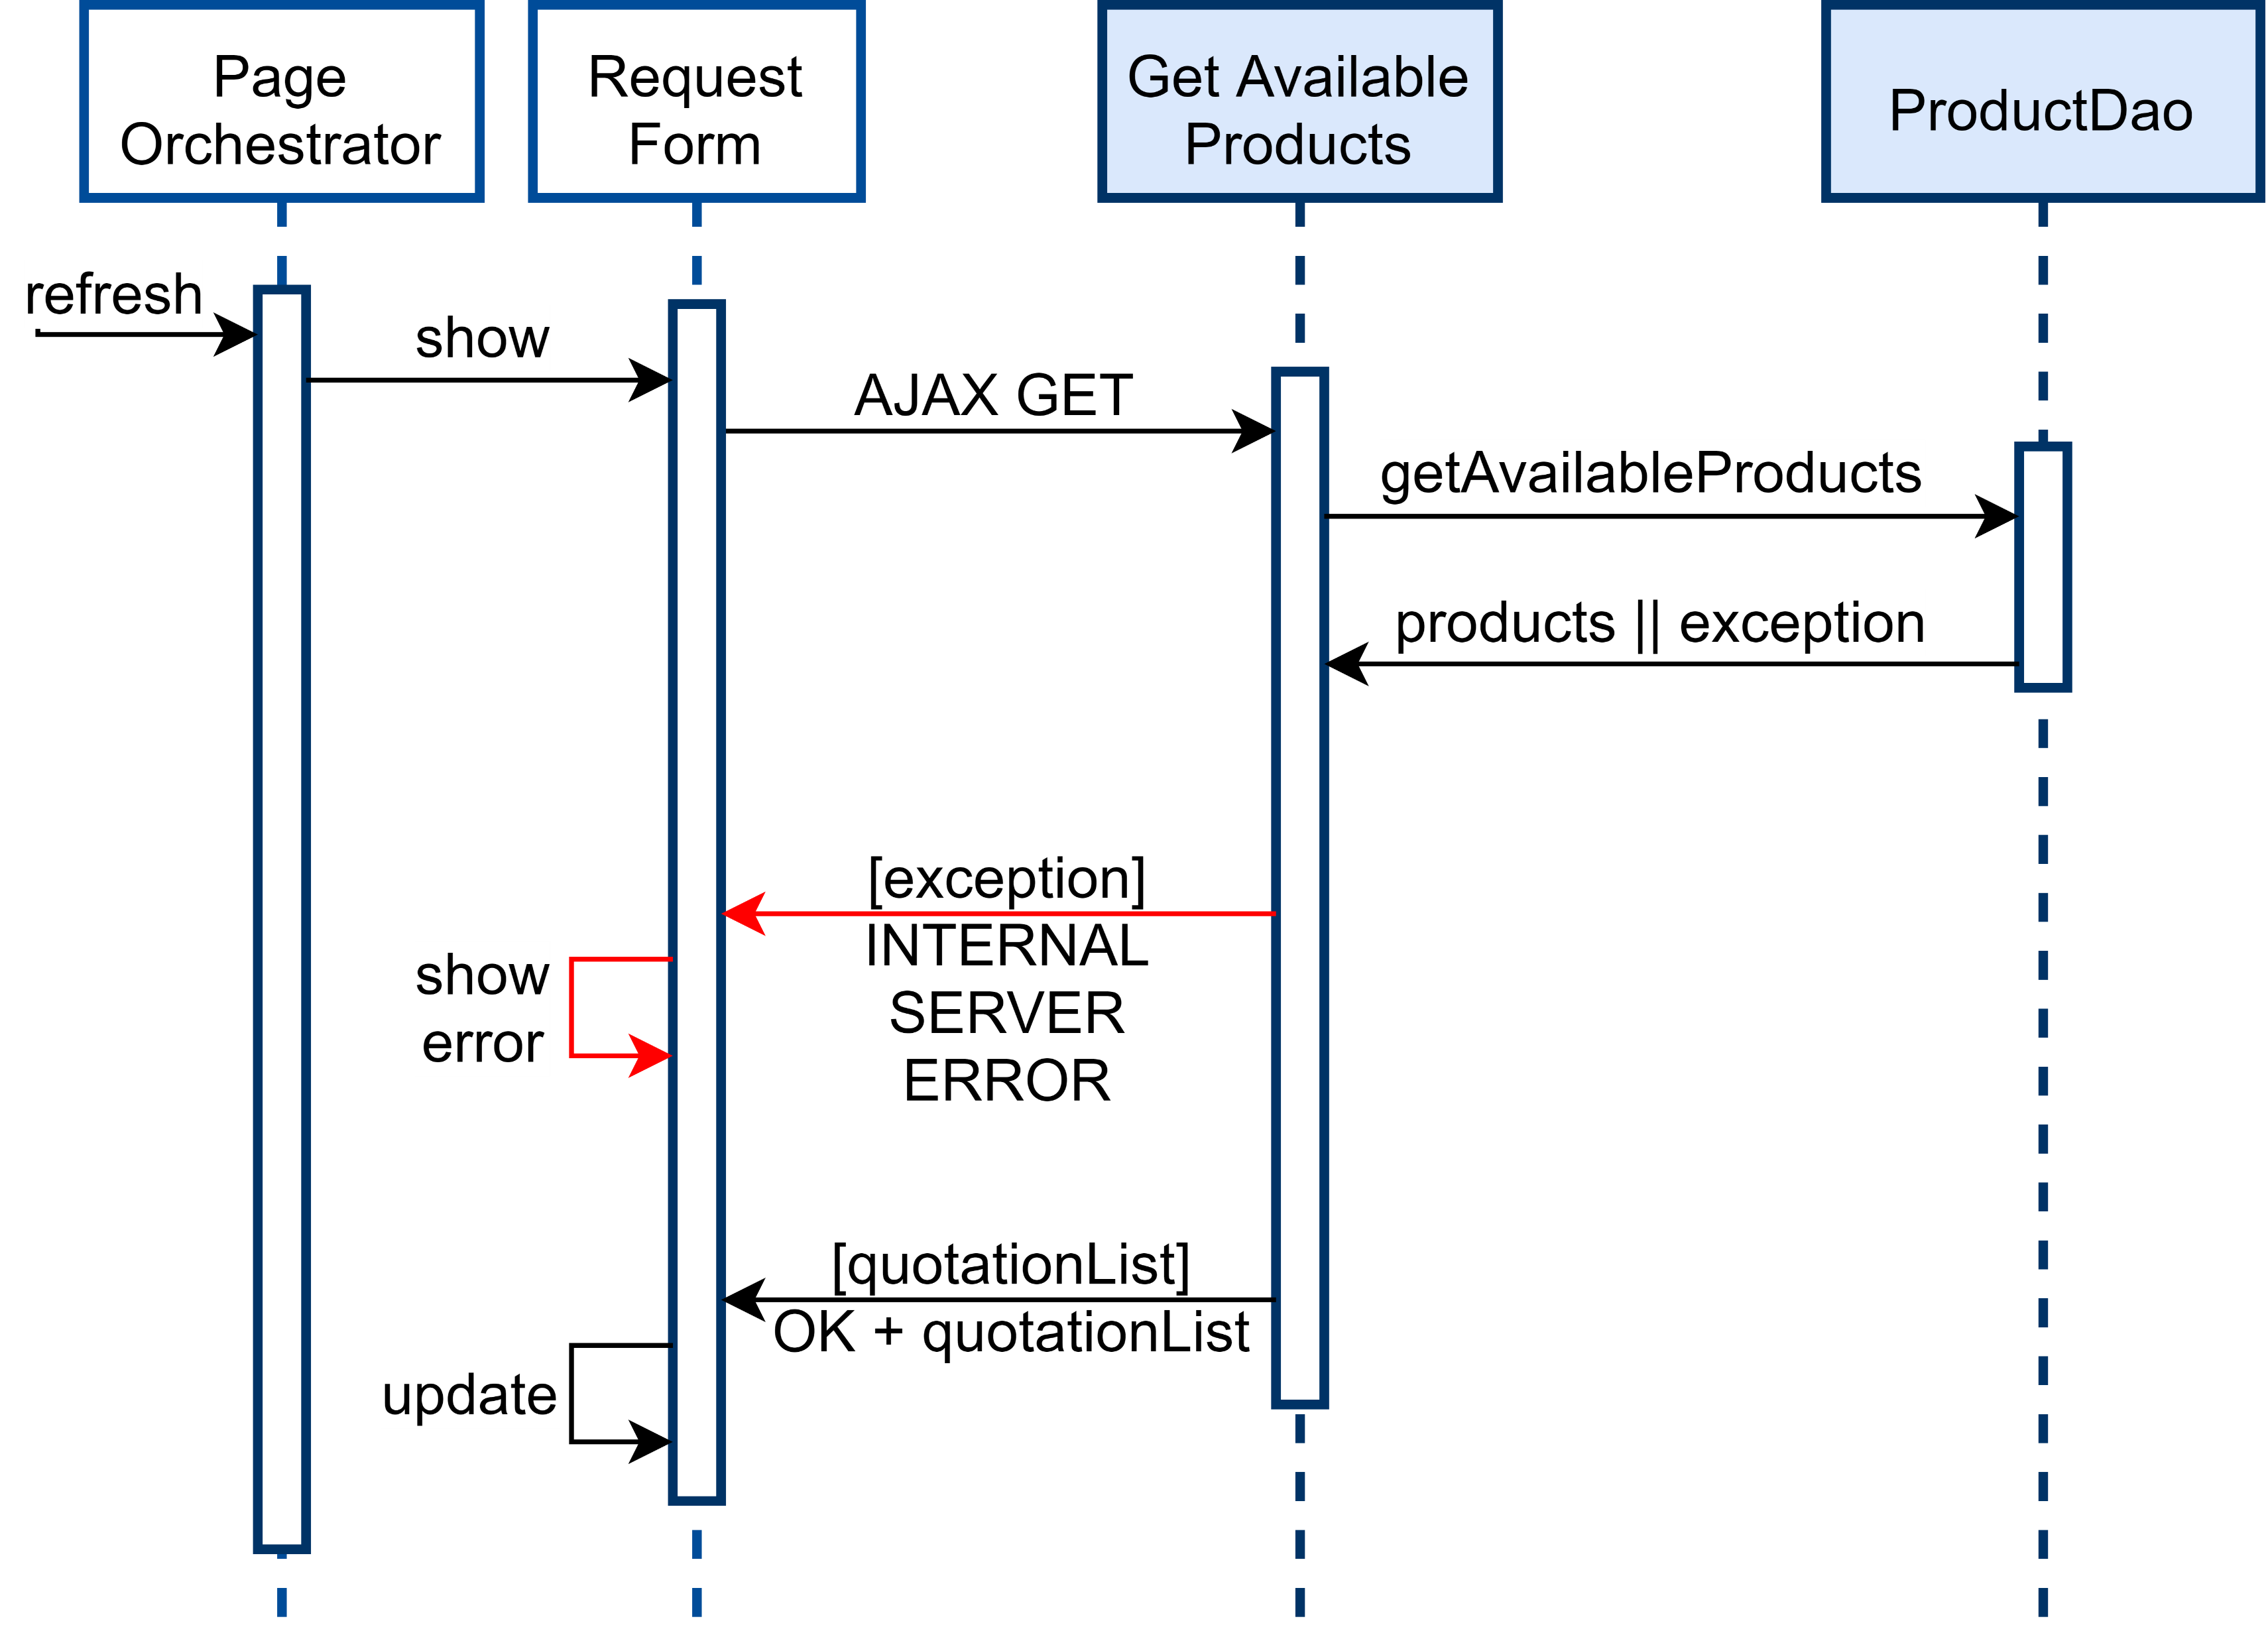 Page
Orchestrator
Request
Form
Get Available
Products
ProductDao
refresh
show
AJAX GET
getAvailableProducts
products || exception
[exception]
INTERNAL
SERVER
ERROR
show
error
[quotationList]
OK + quotationList
update